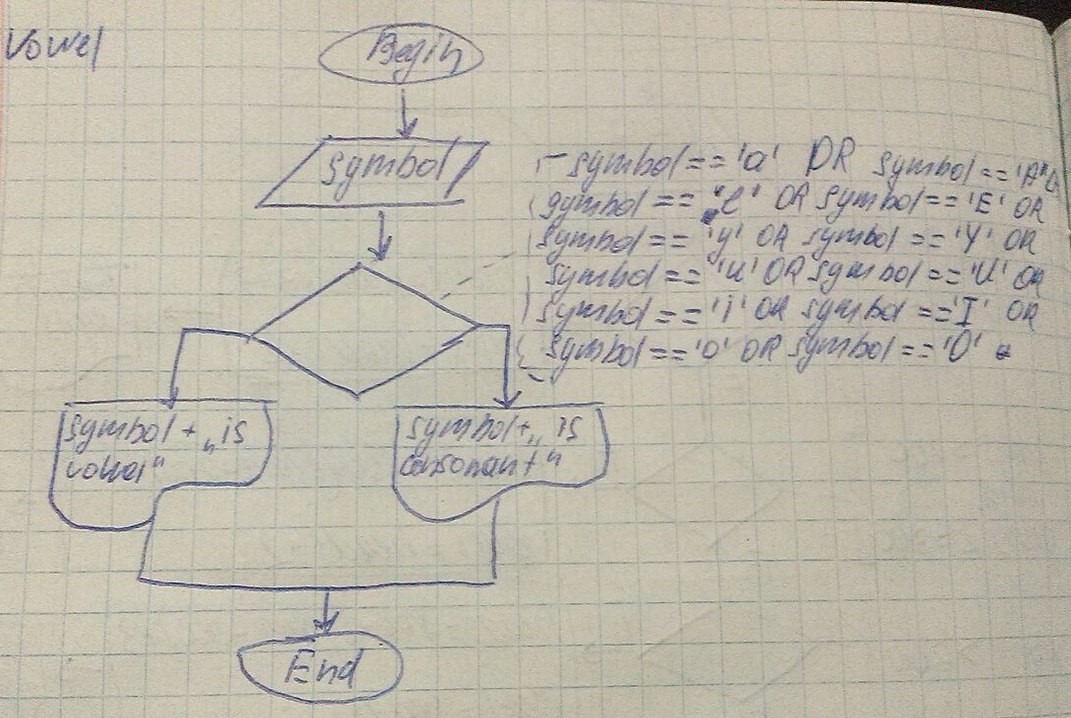 Vowel
Begin
symbol
symbol=='a' OR symbol=='A'
symbol=="e" OR symbol=='E' OR
symbol=='y' OR symbol=='Y' OR
symbol=='u' OR symbol=='U' OR
symbol=='i' OR symbol=='I' OR
symbol=='o' OR symbol=='O'
symbol+„is
vowel"
symbol+„is
consonant"
End